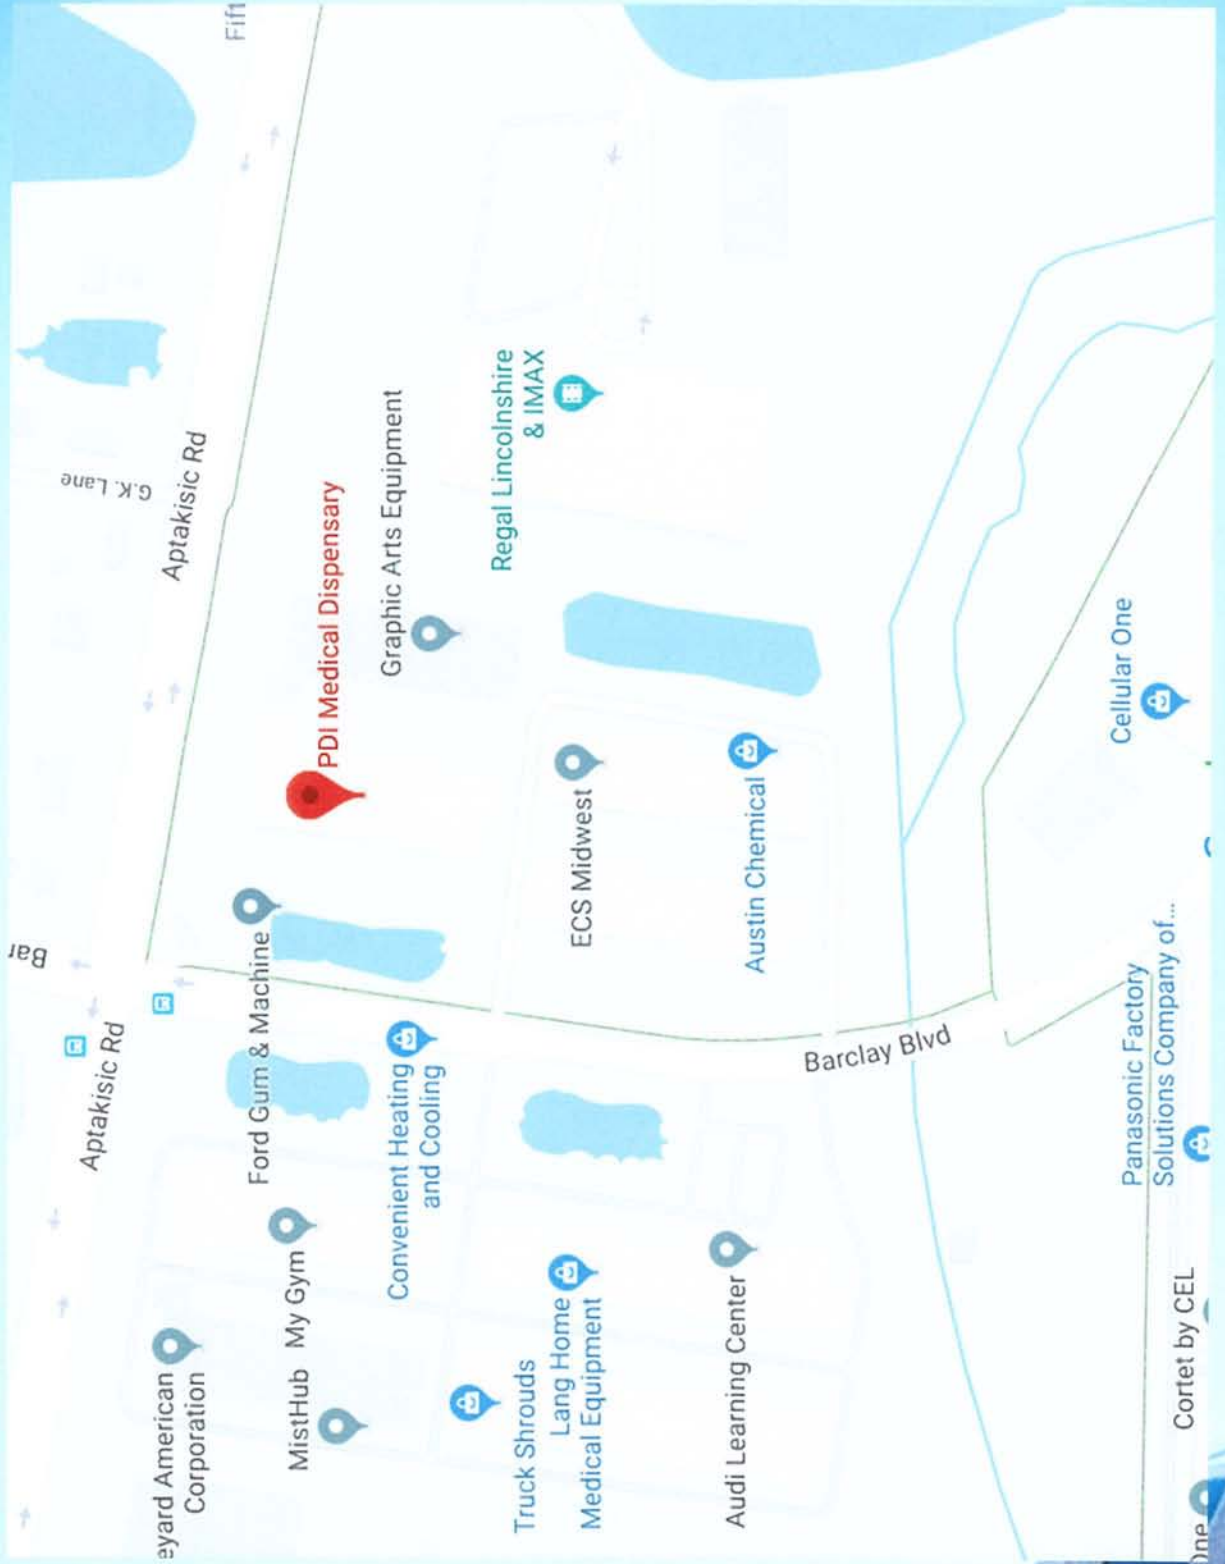 Bar
Aptakisic Rd
G.K. Lane
eyard American
Corporation
Aptakisic Rd
Fift
Ford Gum & Machine
MistHub
My Gym
PDI Medical Dispensary
Graphic Arts Equipment
Convenient Heating
and Cooling
Regal Lincolnshire
& IMAX
Truck Shrouds
Lang Home
Medical Equipment
ECS Midwest
Audi Learning Center
Austin Chemical
Barclay Blvd
Cellular One
Panasonic Factory
Solutions Company of...
Cortet by CEL
One